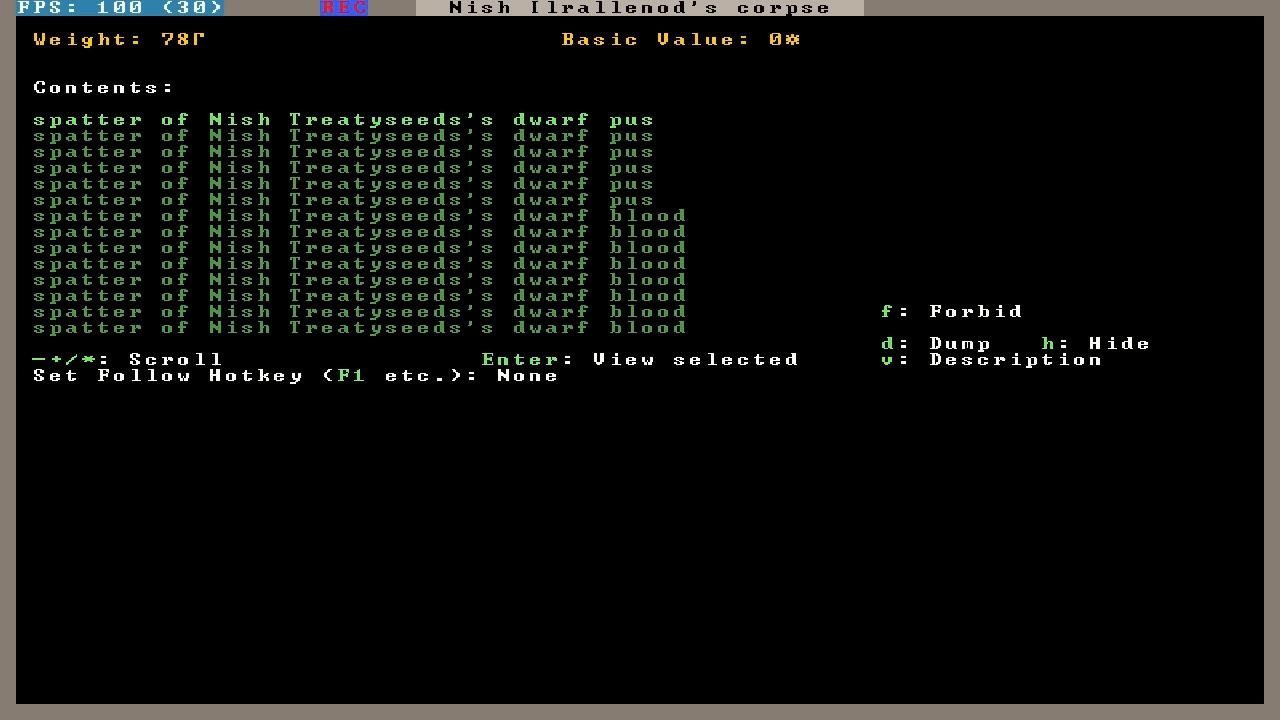 FPS: 100 (30) REC Nish Ilrallenod's corpse
Weight: 78Γ Basic Value: 0☼
Contents:
spatter of Nish Treatyseeds's dwarf pus
spatter of Nish Treatyseeds's dwarf pus
spatter of Nish Treatyseeds's dwarf pus
spatter of Nish Treatyseeds's dwarf pus
spatter of Nish Treatyseeds's dwarf pus
spatter of Nish Treatyseeds's dwarf pus
spatter of Nish Treatyseeds's dwarf blood
spatter of Nish Treatyseeds's dwarf blood
spatter of Nish Treatyseeds's dwarf blood
spatter of Nish Treatyseeds's dwarf blood
spatter of Nish Treatyseeds's dwarf blood
spatter of Nish Treatyseeds's dwarf blood
spatter of Nish Treatyseeds's dwarf blood
spatter of Nish Treatyseeds's dwarf blood
f: Forbid
d: Dump h: Hide
-+/*: Scroll Enter: View selected v: Description
Set Follow Hotkey (F1 etc.): None